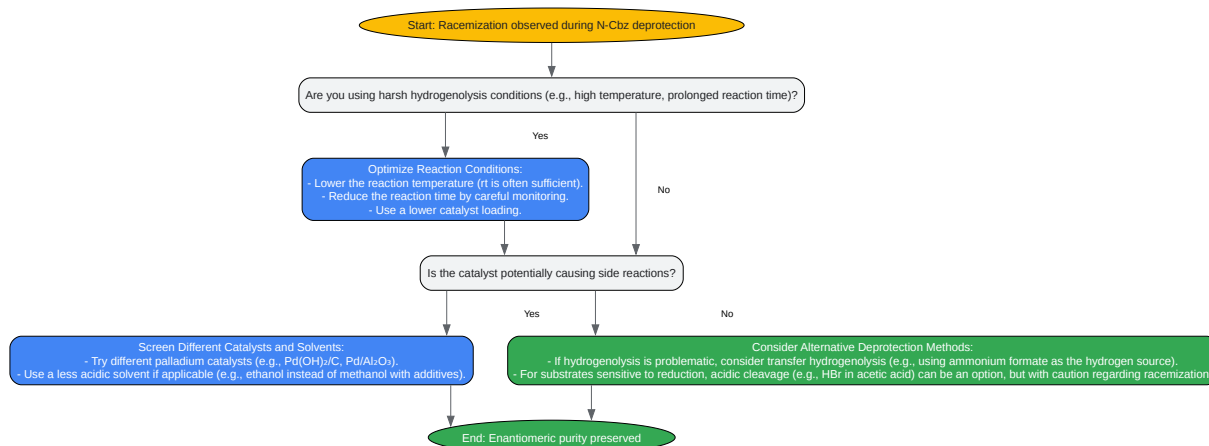 Start: Racemization observed during N-Cbz deprotection
Are you using harsh hydrogenolysis conditions (e.g., high temperature, prolonged reaction time)?
Yes
Optimize Reaction Conditions:
- Lower the reaction temperature (rt is often sufficient).
- Reduce the reaction time by careful monitoring.
- Use a lower catalyst loading.
No
Is the catalyst potentially causing side reactions?
Yes
No
Screen Different Catalysts and Solvents:
- Try different palladium catalysts (e.g., Pd(OH)₂/C, Pd/Al₂O₃).
- Use a less acidic solvent if applicable (e.g., ethanol instead of methanol with additives).
Consider Alternative Deprotection Methods:
- If hydrogenolysis is problematic, consider transfer hydrogenolysis (e.g., using ammonium formate as the hydrogen source).
- For substrates sensitive to reduction, acidic cleavage (e.g., HBr in acetic acid) can be an option, but with caution regarding racemization
End: Enantiomeric purity preserved